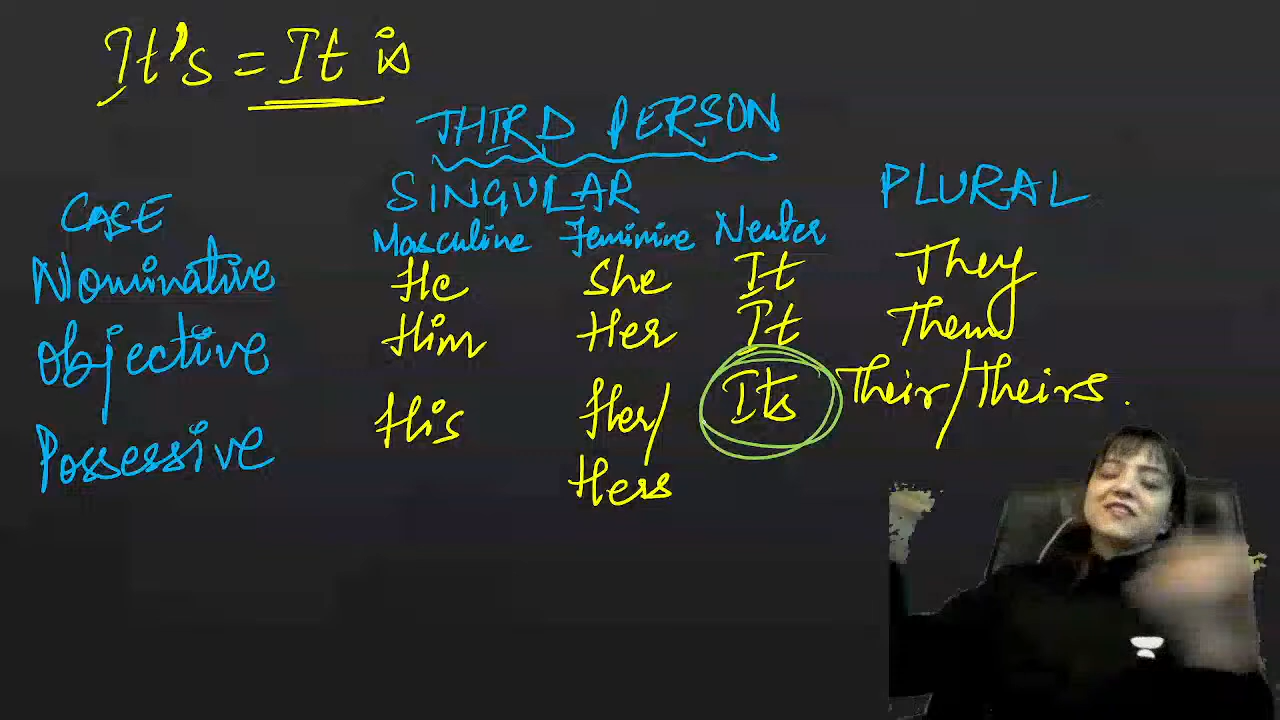 It's = It is
THIRD PERSON
CASE SINGULAR PLURAL
Masculine Feminine Neuter
Nominative He She It They
Objective Him Her It Them
Possessive His Her/ Its Their/Theirs.
Hers